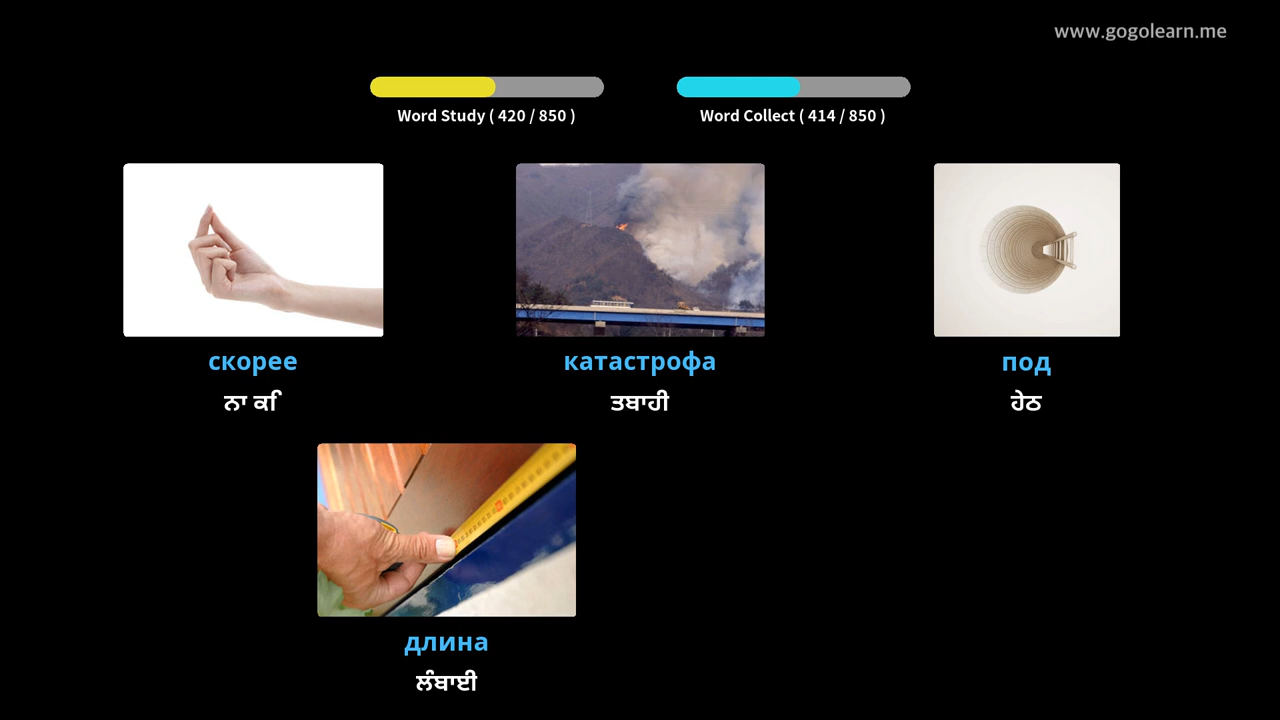 www.gogolearn.me
Word Study ( 420 / 850 )
Word Collect ( 414 / 850 )
скорее
ਨਾ ਕਿ
катастрофа
ਤਬਾਹੀ
под
ਹੇਠ
длина
ਲੰਬਾਈ